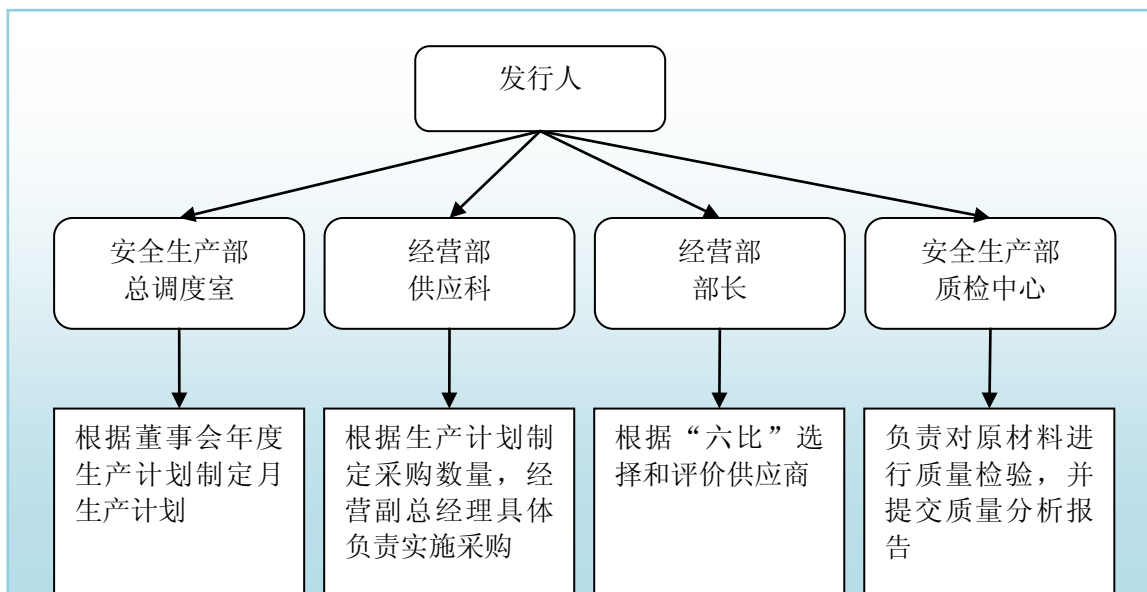 发行人
安全生产部
总调度室
经营部
供应科
经营部
部长
安全生产部
质检中心
根据董事会年度
生产计划制定月
生产计划
根据生产计划制
定采购数量，经
营副总经理具体
负责实施采购
根据“六比”选
择和评价供应商
负责对原材料进
行质量检验，并
提交质量分析报
告